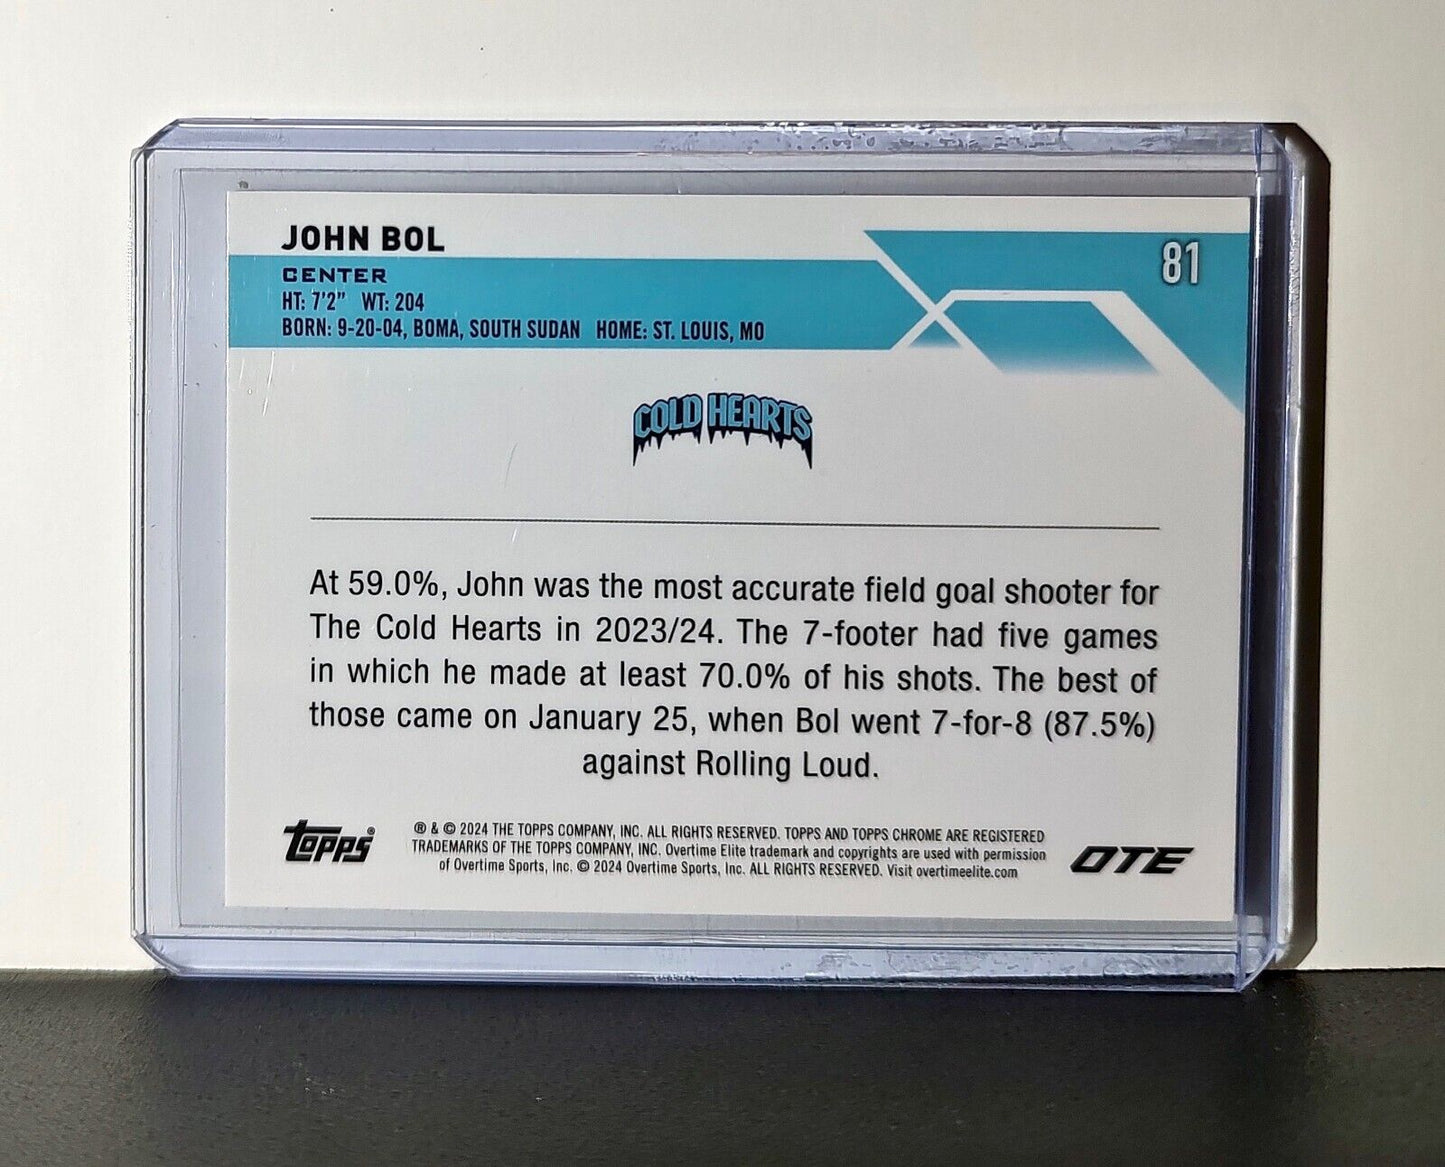 JOHN BOL
81
CENTER
HT: 7'2" WT: 204
BORN: 9-20-04, BOMA, SOUTH SUDAN HOME: ST. LOUIS, MO
COLD HEARTS
At 59.0%, John was the most accurate field goal shooter for
The Cold Hearts in 2023/24. The 7-footer had five games
in which he made at least 70.0% of his shots. The best of
those came on January 25, when Bol went 7-for-8 (87.5%)
against Rolling Loud.
Topps®
® & © 2024 THE TOPPS COMPANY, INC. ALL RIGHTS RESERVED. TOPPS AND TOPPS CHROME ARE REGISTERED
TRADEMARKS OF THE TOPPS COMPANY, INC. Overtime Elite trademark and copyrights are used with permission
of Overtime Sports, Inc. © 2024 Overtime Sports, Inc. ALL RIGHTS RESERVED. Visit overtimeelite.com
OTE